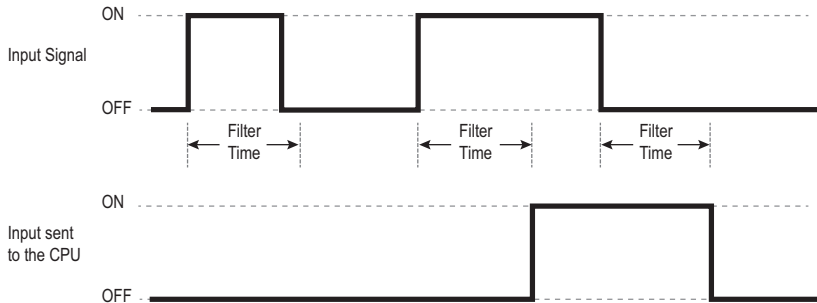 ON
Input Signal
OFF
Filter
Time
Filter
Time
Filter
Time
ON
Input sent
to the CPU
OFF